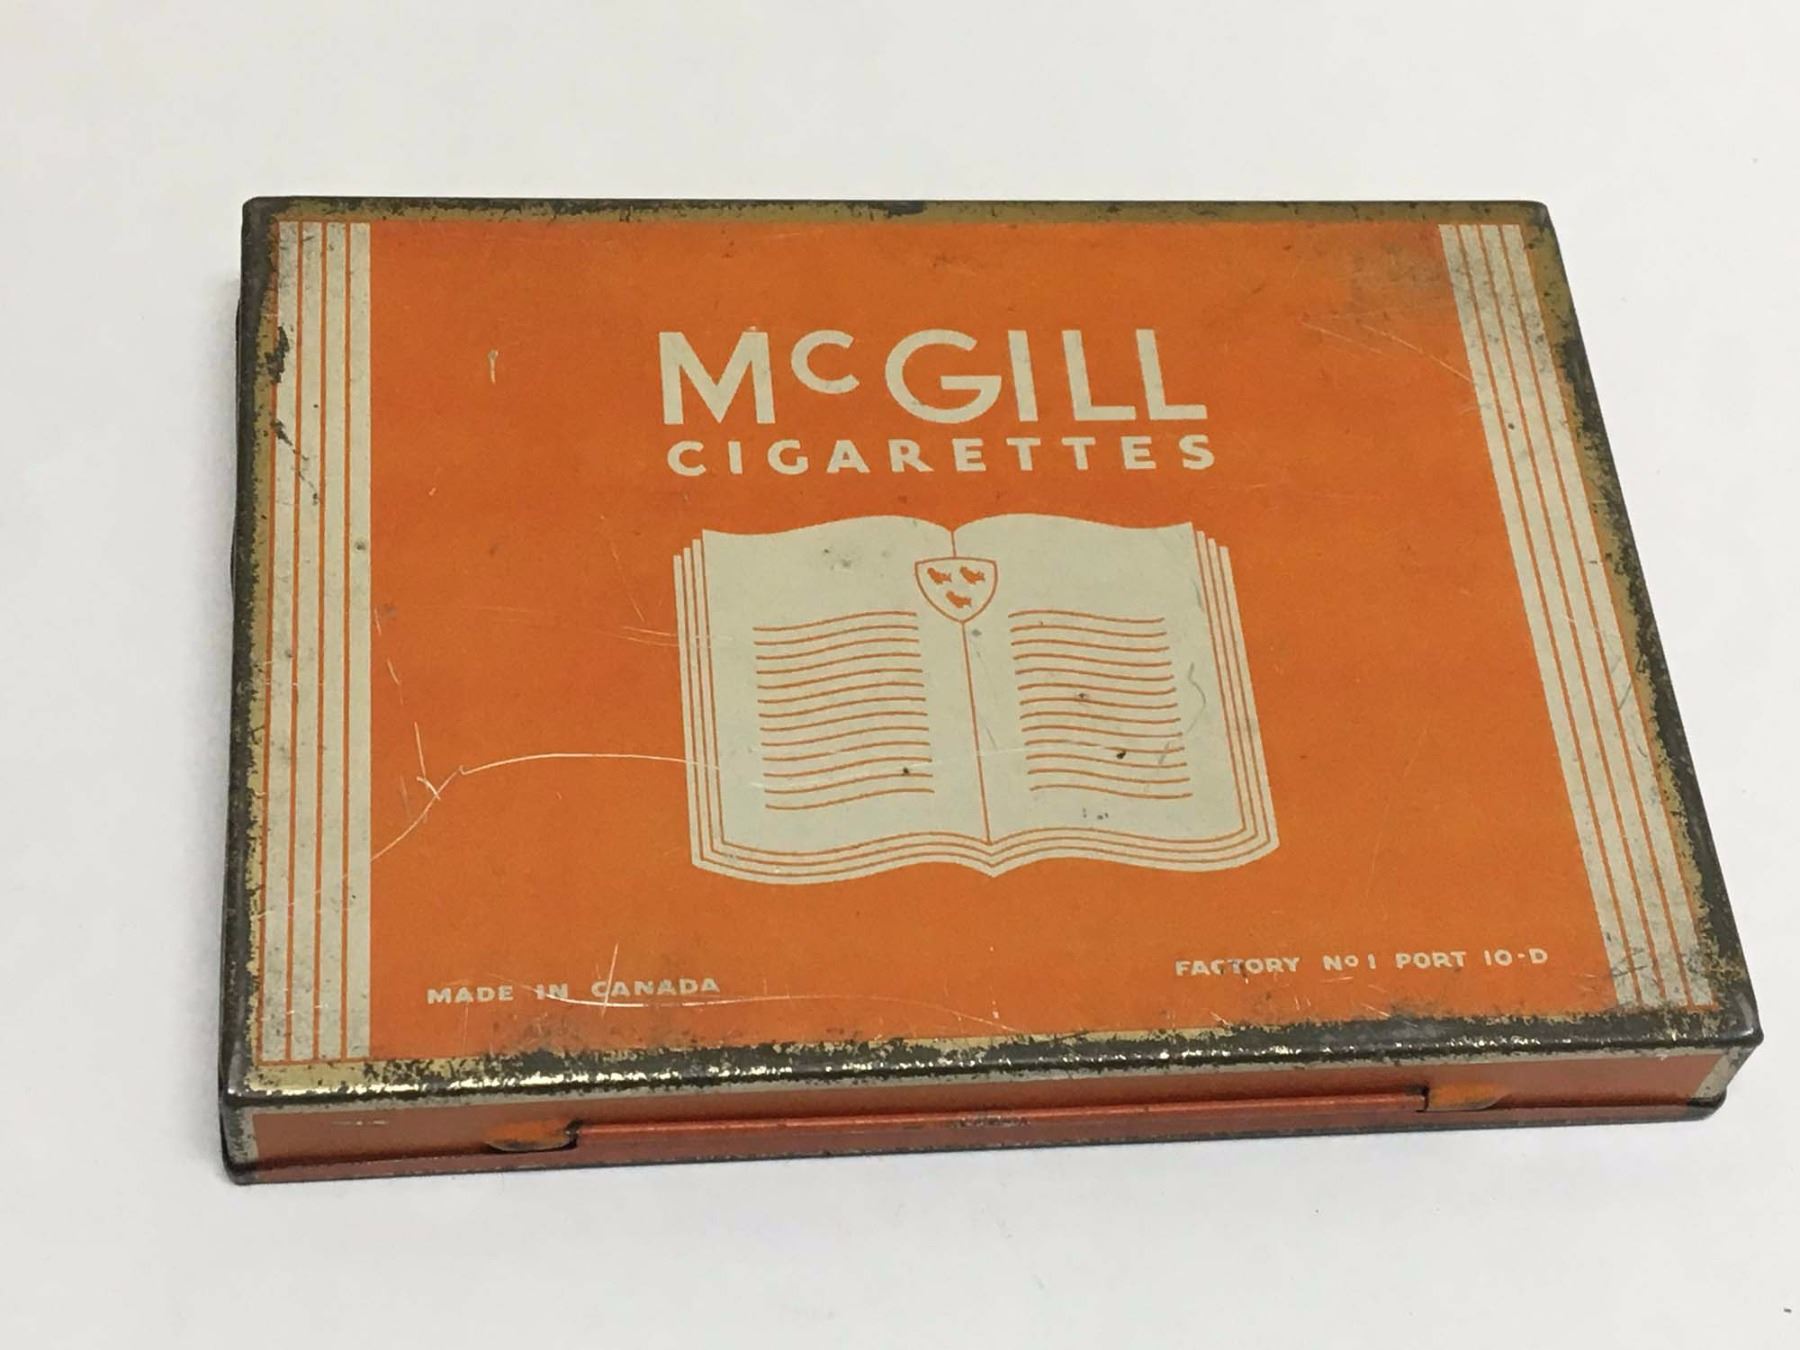 McGILL
CIGARETTES
MADE IN CANADA
FACTORY No 1 PORT 10-D